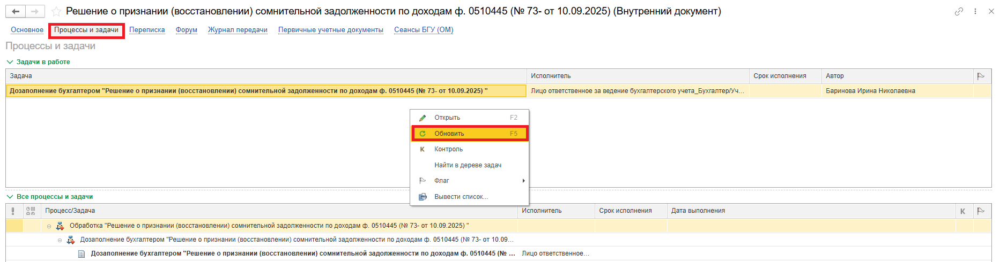 Решение о признании (восстановлении) сомнительной задолженности по доходам ф. 0510445 (№ 73- от 10.09.2025) (Внутренний документ)
Основное Процессы и задачи Переписка Форум Журнал передачи Первичные учетные документы Сеансы БГУ (ОМ)
Процессы и задачи
Задачи в работе
Задача Исполнитель Срок исполнения Автор
Дозаполнение бухгалтером "Решение о признании (восстановлении) сомнительной задолженности по доходам ф. 0510445 (№ 73- от 10.09.2025) " Лицо ответственное за ведение бухгалтерского учета_Бухгалтер/Уч... Баринова Ирина Николаевна
Открыть F2
Обновить F5
К Контроль
Найти в дереве задач
Флаг
Вывести список...
Все процессы и задачи
Процесс/Задача Исполнитель Срок исполнения Дата выполнения К
Обработка "Решение о признании (восстановлении) сомнительной задолженности по доходам ф. 0510445 (№ 73- от 10.09.2025) "
Дозаполнение бухгалтером "Решение о признании (восстановлении) сомнительной задолженности по доходам ф. 0510445 (№ 73- от 10.09...
Дозаполнение бухгалтером "Решение о признании (восстановлении) сомнительной задолженности по доходам ф. 0510445 (№ ... Лицо ответственное...